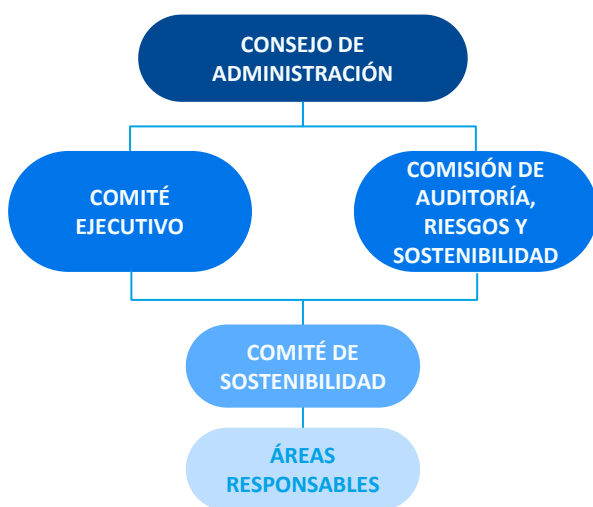 CONSEJO DE
ADMINISTRACIÓN
COMITÉ
EJECUTIVO
COMISIÓN DE
AUDITORÍA,
RIESGOS Y
SOSTENIBILIDAD
COMITÉ DE
SOSTENIBILIDAD
ÁREAS
RESPONSABLES